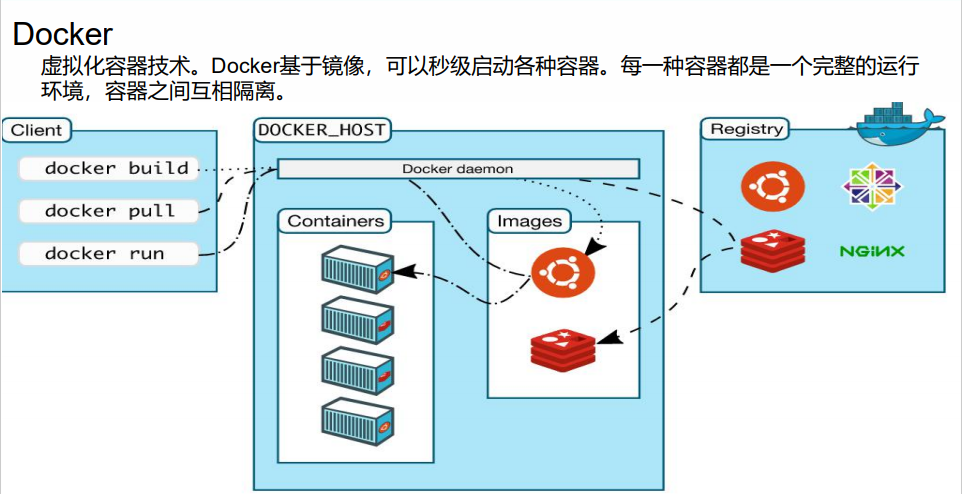 Docker
虚拟化容器技术。Docker基于镜像，可以秒级启动各种容器。每一种容器都是一个完整的运行
环境，容器之间互相隔离。
Client
DOCKER_HOST
Registry
docker build
Docker daemon
docker pull
docker run
Containers
Images
NGINX